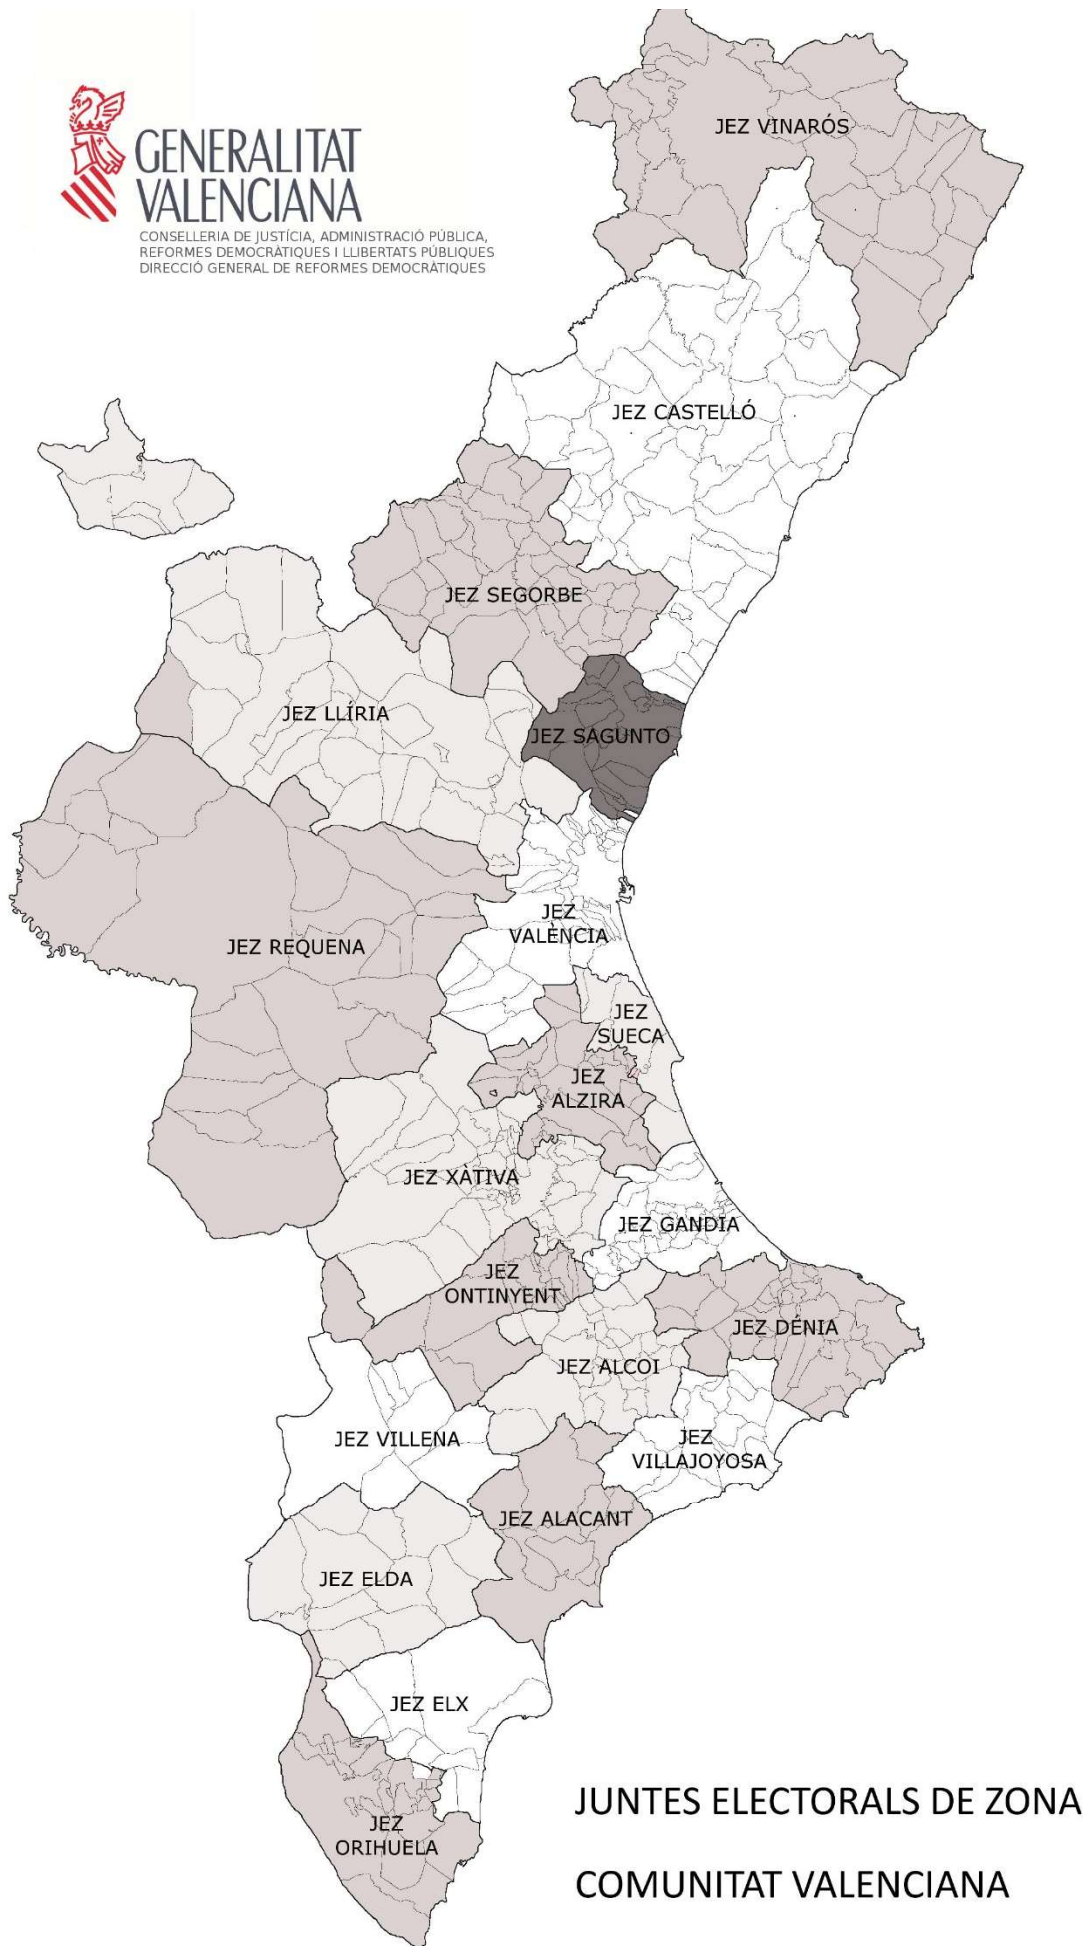 GENERALITAT
VALENCIANA
CONSELLERIA DE JUSTÍCIA, ADMINISTRACIÓ PÚBLICA,
REFORMES DEMOCRÀTIQUES I LLIBERTATS PÚBLIQUES
DIRECCIÓ GENERAL DE REFORMES DEMOCRÀTIQUES
JEZ VINARÓS
JEZ CASTELLÓ
JEZ SEGORBE
JEZ LLÍRIA
JEZ SAGUNTO
JEZ
VALÈNCIA
JEZ REQUENA
JEZ
SUECA
JEZ
ALZIRA
JEZ XÀTIVA
JEZ GANDIA
JEZ
ONTINYENT
JEZ DÉNIA
JEZ ALCOI
JEZ VILLENA
JEZ
VILLAJOYOSA
JEZ ALACANT
JEZ ELDA
JEZ ELX
JEZ
ORIHUELA
JUNTES ELECTORALS DE ZONA
COMUNITAT VALENCIANA